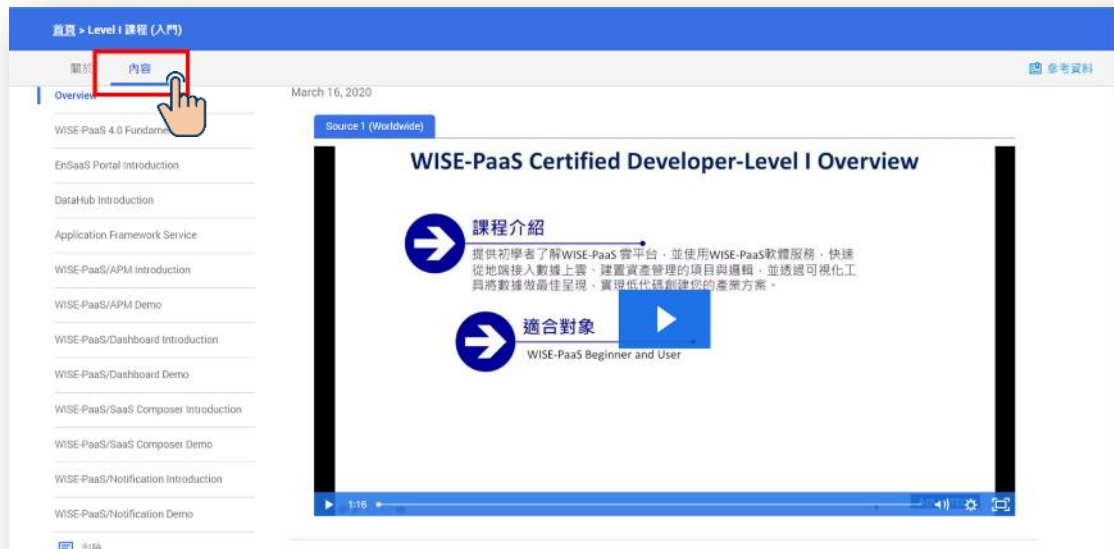 首頁 > Level I 課程 (入門)
關於
內容
參考資料
Overview
WISE-PaaS 4.0
EnSaaS Portal Introduction
DataHub Introduction
Application Framework Service
WISE-PaaS/APM Introduction
WISE-PaaS/APM Demo
WISE-PaaS/Dashboard Introduction
WISE-PaaS/Dashboard Demo
WISE-PaaS/SaaS Composer Introduction
WISE-PaaS/SaaS Composer Demo
WISE-PaaS/Notification Introduction
WISE-PaaS/Notification Demo
March 16, 2020
Source 1 (Worldwide)
WISE-PaaS Certified Developer-Level I Overview
課程介紹
提供初學者了解WISE-PaaS 雲平台，並使用WISE-PaaS軟體服務，快速
從地端接入數據上雲、建置資產管理的項目與邏輯，並透過可視化工
具將數據做最佳呈現，實現低代碼創建您的產業方案。
適合對象
WISE-PaaS Beginner and User
1:16